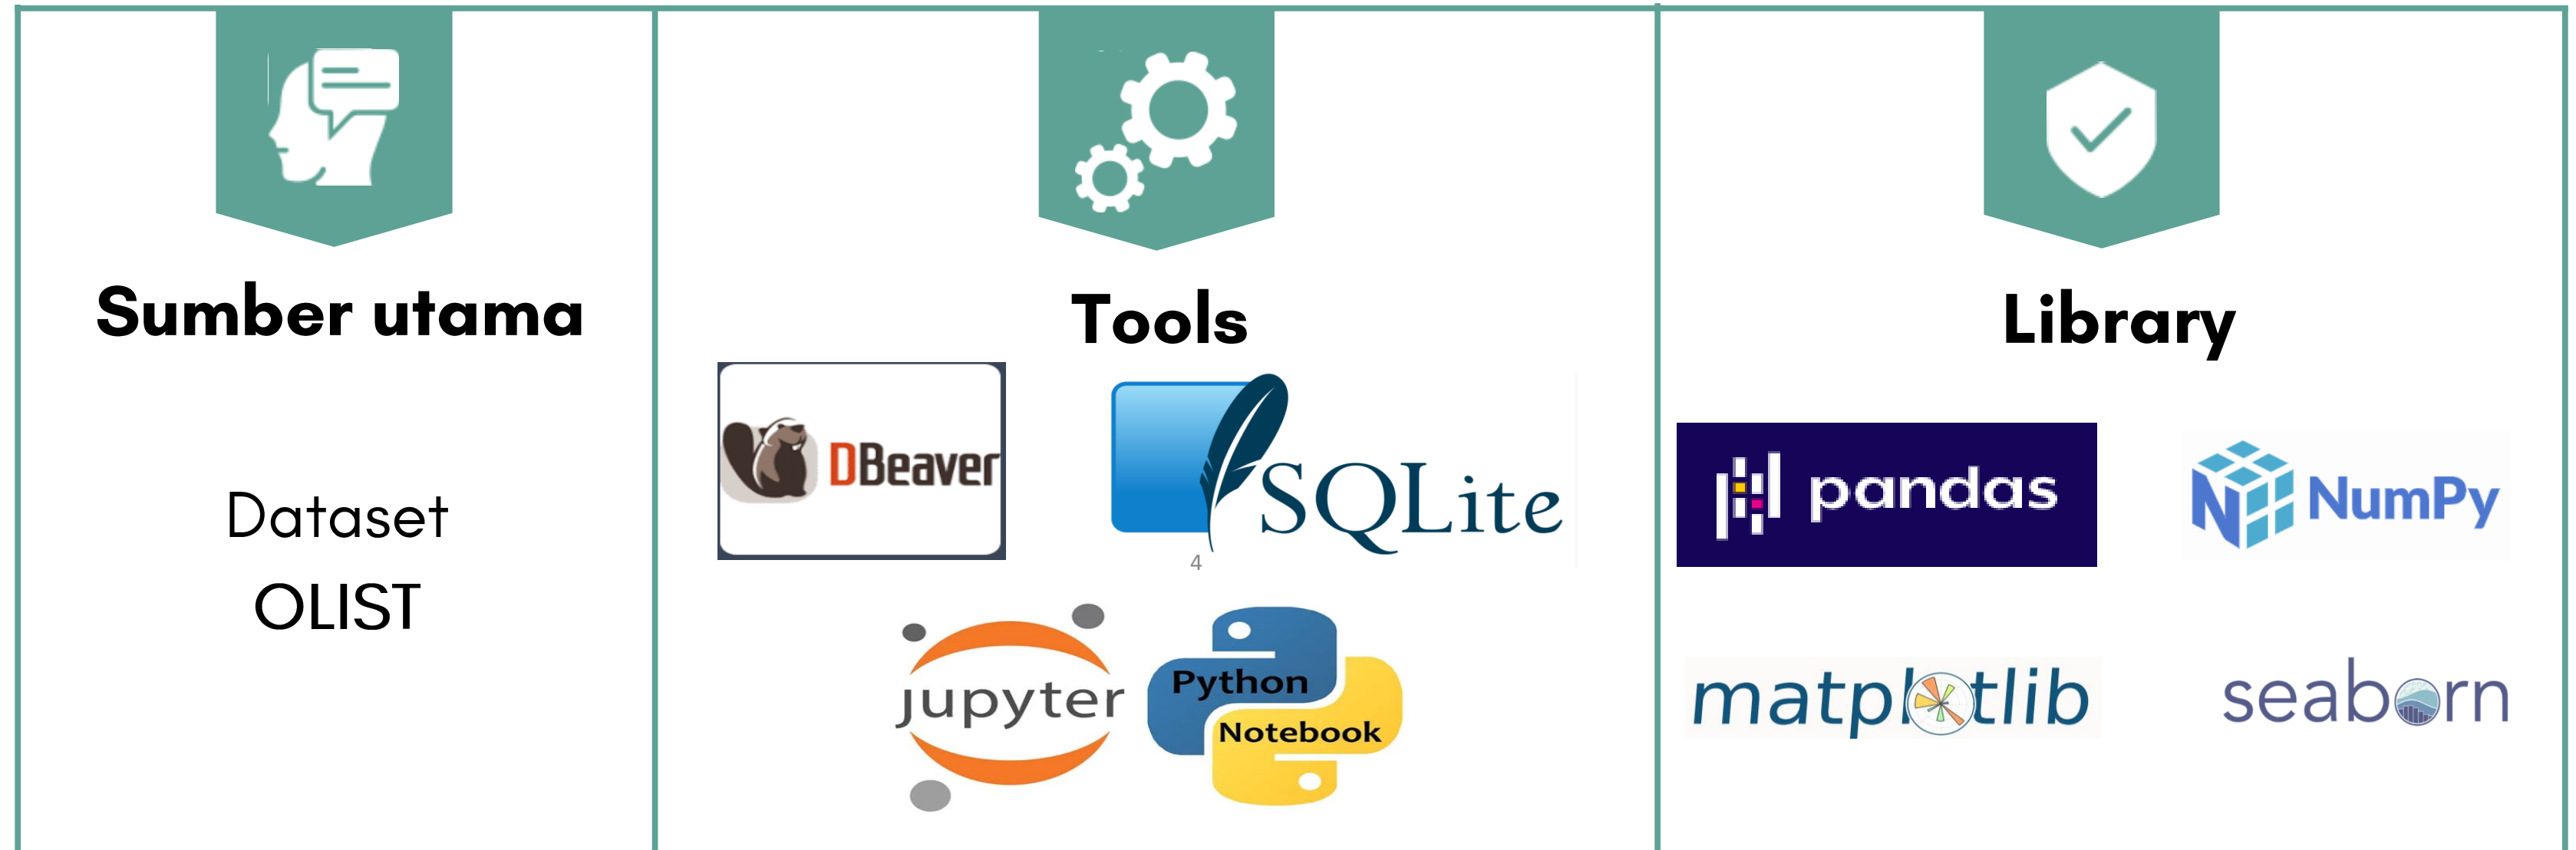 Sumber utama
Dataset
OLIST
Tools
DBeaver
SQLite
4
jupyter
Python
Notebook
Library
pandas
NumPy
matplotlib
seaborn